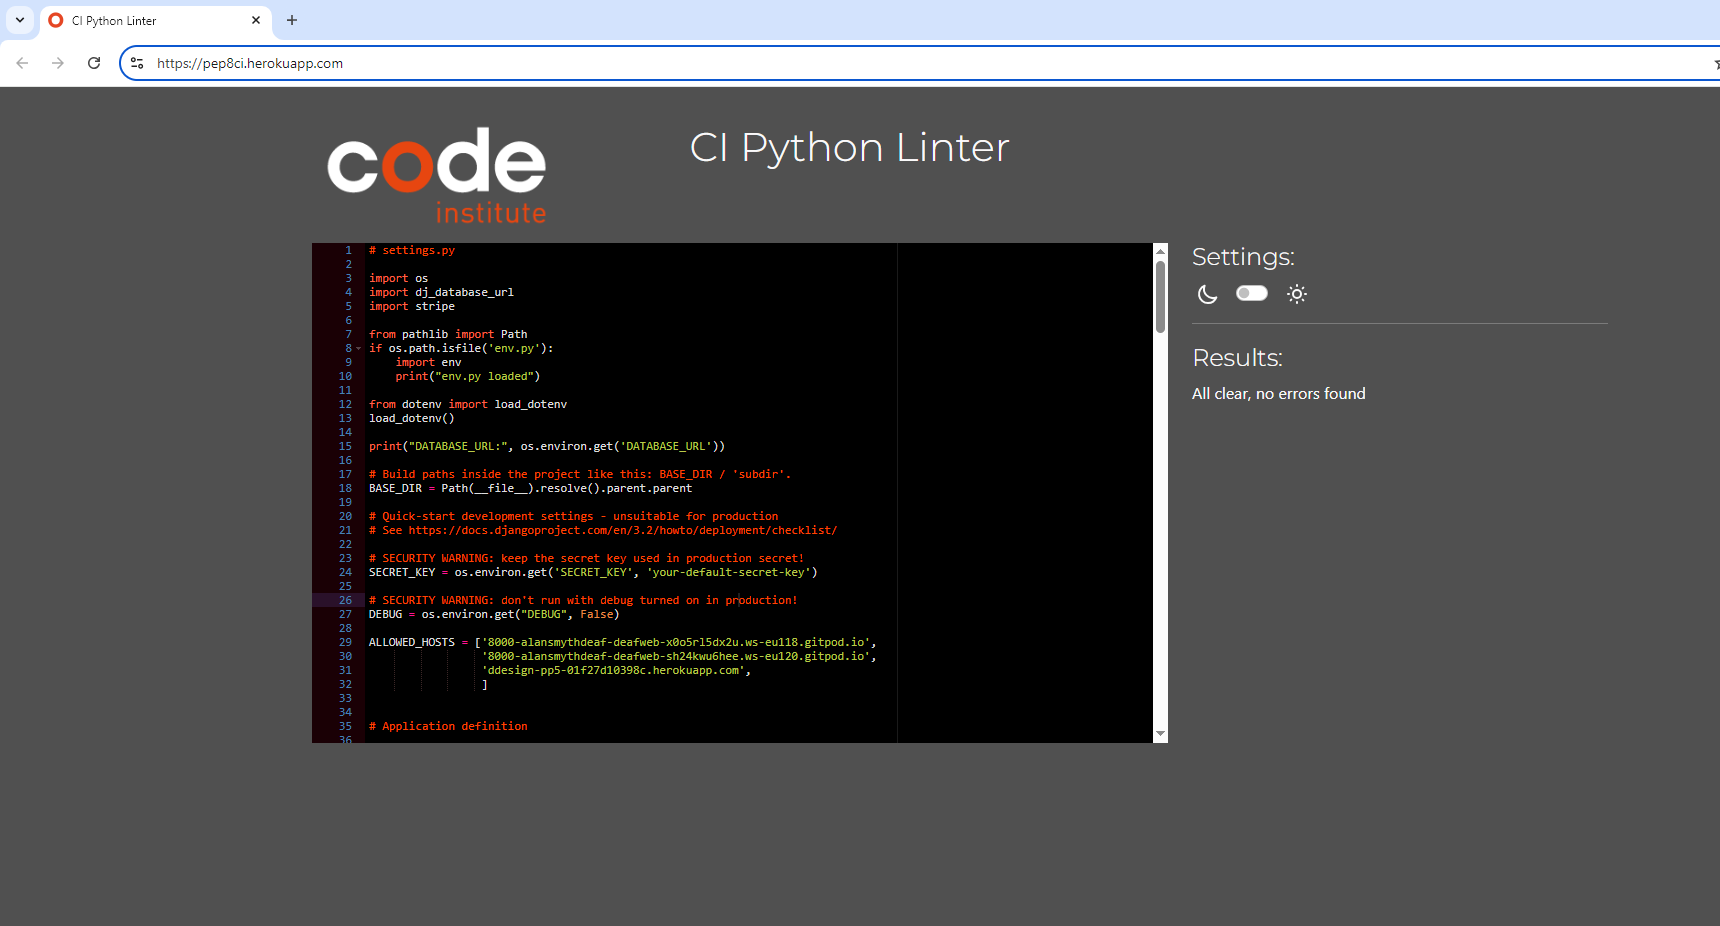 CI Python Linter
https://pep8ci.herokuapp.com
code
institute
CI Python Linter
1 # settings.py
2
3 import os
4 import dj_database_url
5 import stripe
6
7 from pathlib import Path
8 if os.path.isfile('env.py'):
9     import env
10     print("env.py loaded")
11
12 from dotenv import load_dotenv
13 load_dotenv()
14
15 print("DATABASE_URL:", os.environ.get('DATABASE_URL'))
16
17 # Build paths inside the project like this: BASE_DIR / 'subdir'.
18 BASE_DIR = Path(__file__).resolve().parent.parent
19
20 # Quick-start development settings - unsuitable for production
21 # See https://docs.djangoproject.com/en/3.2/howto/deployment/checklist/
22
23 # SECURITY WARNING: keep the secret key used in production secret!
24 SECRET_KEY = os.environ.get('SECRET_KEY', 'your-default-secret-key')
25
26 # SECURITY WARNING: don't run with debug turned on in production!
27 DEBUG = os.environ.get("DEBUG", False)
28
29 ALLOWED_HOSTS = ['8000-alansmythdeaf-deafweb-x0o5rl5dx2u.ws-eu118.gitpod.io',
30                  '8000-alansmythdeaf-deafweb-sh24kwu6hee.ws-eu120.gitpod.io',
31                  'ddesign-pp5-01f27d10398c.herokuapp.com',
32                  ]
33
34
35 # Application definition
36
Settings:
Results:
All clear, no errors found